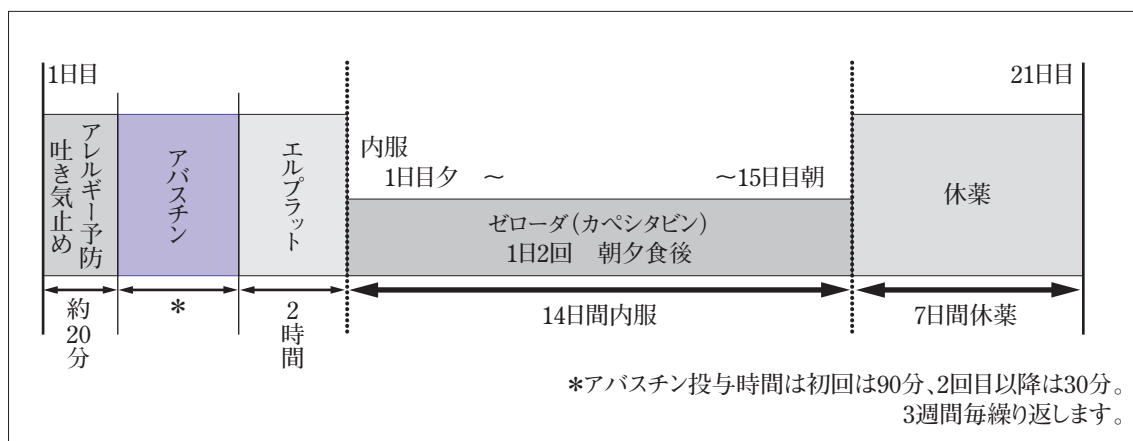 1日目
21日目
アレルギー予防
吐き気止め
アバスチン
エルプラット
内服
1日目夕 ～ ～15日目朝
ゼローダ(カペシタビン)
1日2回 朝夕食後
休薬
約20分
*
2時間
14日間内服
7日間休薬
*アバスチン投与時間は初回は90分、2回目以降は30分。
3週間毎繰り返します。